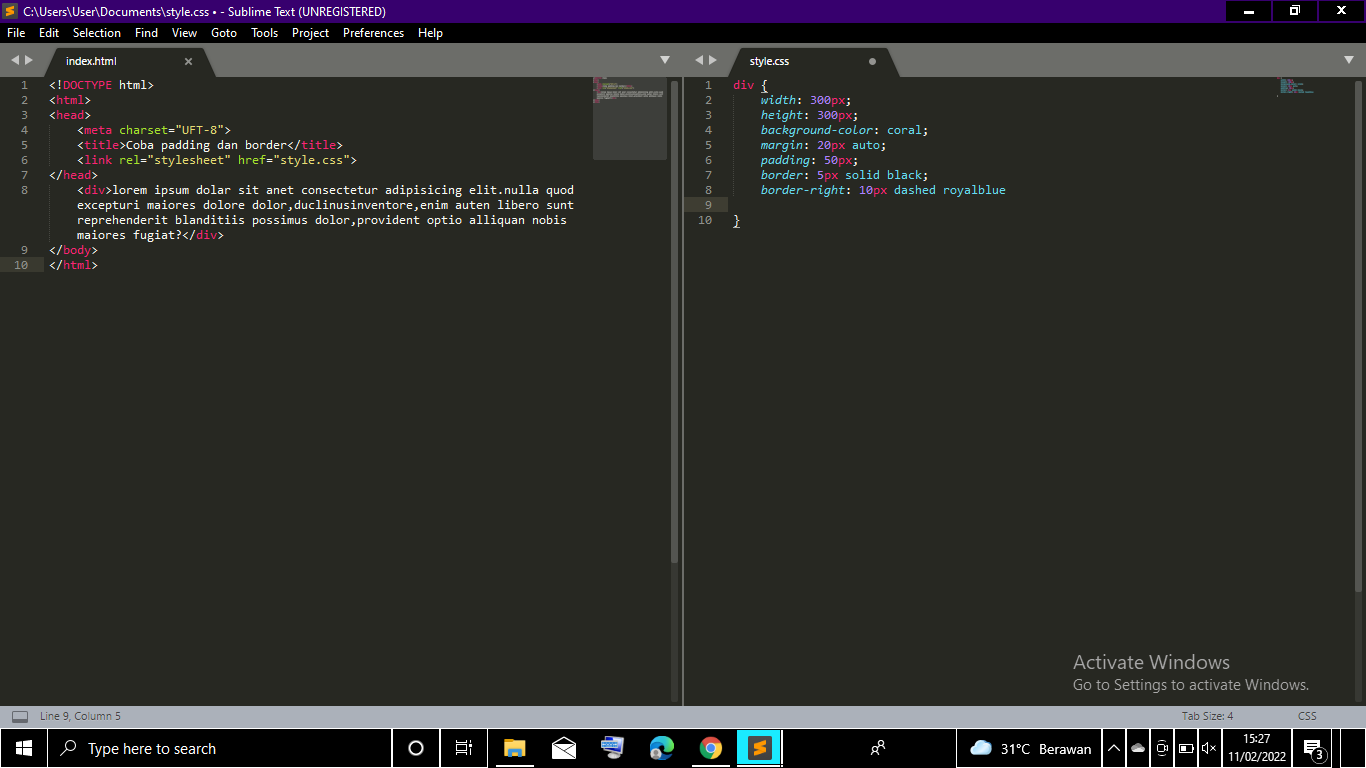 C:\Users\User\Documents\style.css • - Sublime Text (UNREGISTERED)
File Edit Selection Find View Goto Tools Project Preferences Help
index.html
1 <!DOCTYPE html>
2 <html>
3 <head>
4 <meta charset="UFT-8">
5 <title>Coba padding dan border</title>
6 <link rel="stylesheet" href="style.css">
7 </head>
8 <div>lorem ipsum dolar sit anet consectetur adipisicing elit.nulla quod
excepturi maiores dolore dolor,duclinusinventore,enim auten libero sunt
reprehenderit blanditiis possimus dolor,provident optio alliquan nobis
maiores fugiat?</div>
9 </body>
10 </html>
style.css
1 div {
2 width: 300px;
3 height: 300px;
4 background-color: coral;
5 margin: 20px auto;
6 padding: 50px;
7 border: 5px solid black;
8 border-right: 10px dashed royalblue
9
10 }
Activate Windows
Go to Settings to activate Windows.
Line 9, Column 5
Tab Size: 4
CSS
Type here to search
31°C Berawan
15:27
11/02/2022
3